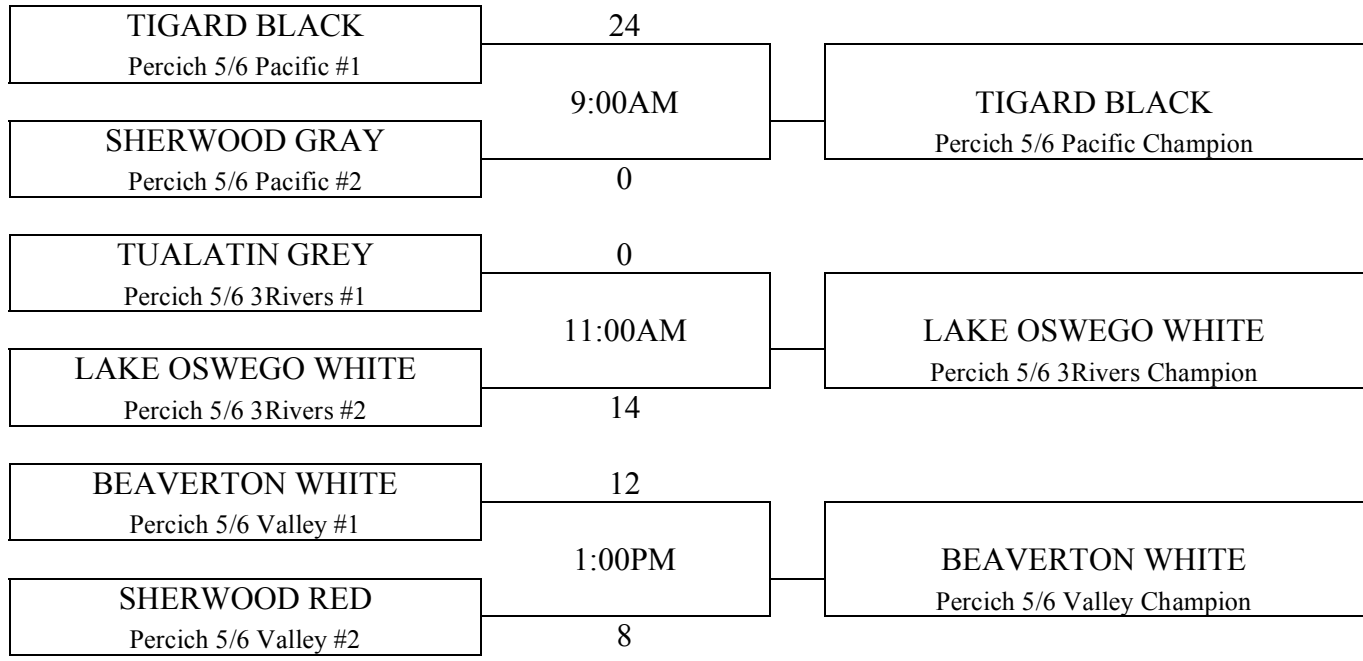 TIGARD BLACK
Percich 5/6 Pacific #1
24
9:00AM
SHERWOOD GRAY
Percich 5/6 Pacific #2
0
TIGARD BLACK
Percich 5/6 Pacific Champion
TUALATIN GREY
Percich 5/6 3Rivers #1
0
11:00AM
LAKE OSWEGO WHITE
Percich 5/6 3Rivers #2
14
LAKE OSWEGO WHITE
Percich 5/6 3Rivers Champion
BEAVERTON WHITE
Percich 5/6 Valley #1
12
1:00PM
SHERWOOD RED
Percich 5/6 Valley #2
8
BEAVERTON WHITE
Percich 5/6 Valley Champion